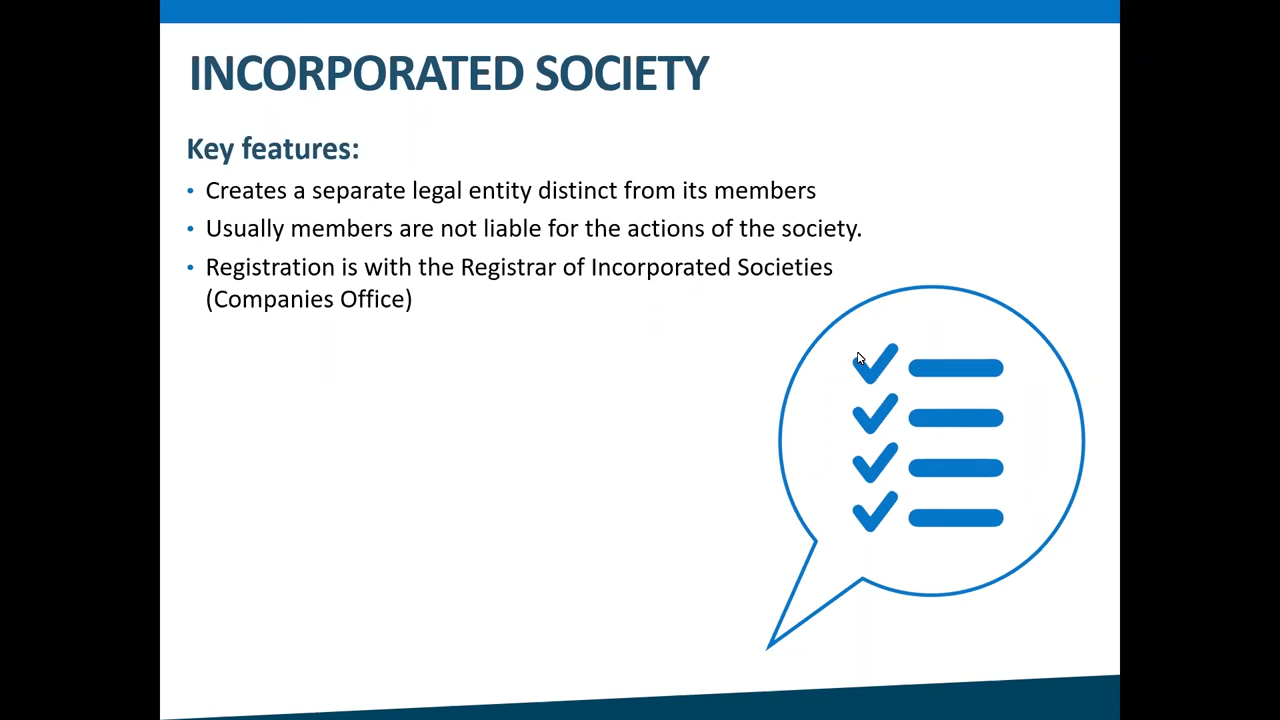 INCORPORATED SOCIETY
Key features:
• Creates a separate legal entity distinct from its members
• Usually members are not liable for the actions of the society.
• Registration is with the Registrar of Incorporated Societies
(Companies Office)